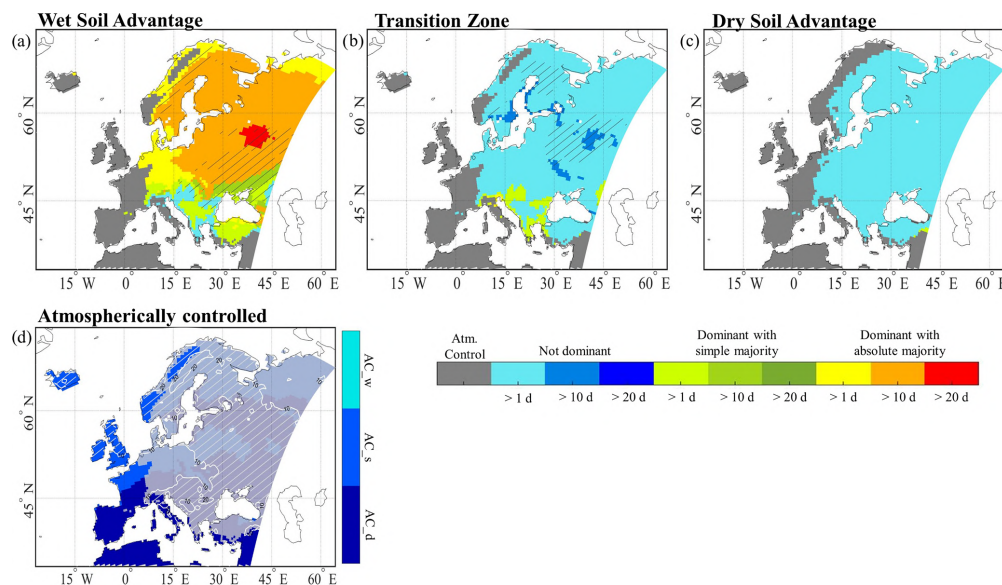 Wet Soil Advantage
Transition Zone
Dry Soil Advantage
(a)
(b)
(c)
60 N
45 N
60 N
45 N
60 N
45 N
15 W 0 15 E 30 E 45 E 60 E
15 W 0 15 E 30 E 45 E 60 E
15 W 0 15 E 30 E 45 E 60 E
Atmospherically controlled
(d)
60 N
45 N
15 W 0 15 E 30 E 45 E 60 E
AC_w
AC_s
AC_d
Atm.
Control
Not dominant
Dominant with
simple majority
Dominant with
absolute majority
> 1 d > 10 d > 20 d > 1 d > 10 d > 20 d > 1 d > 10 d > 20 d